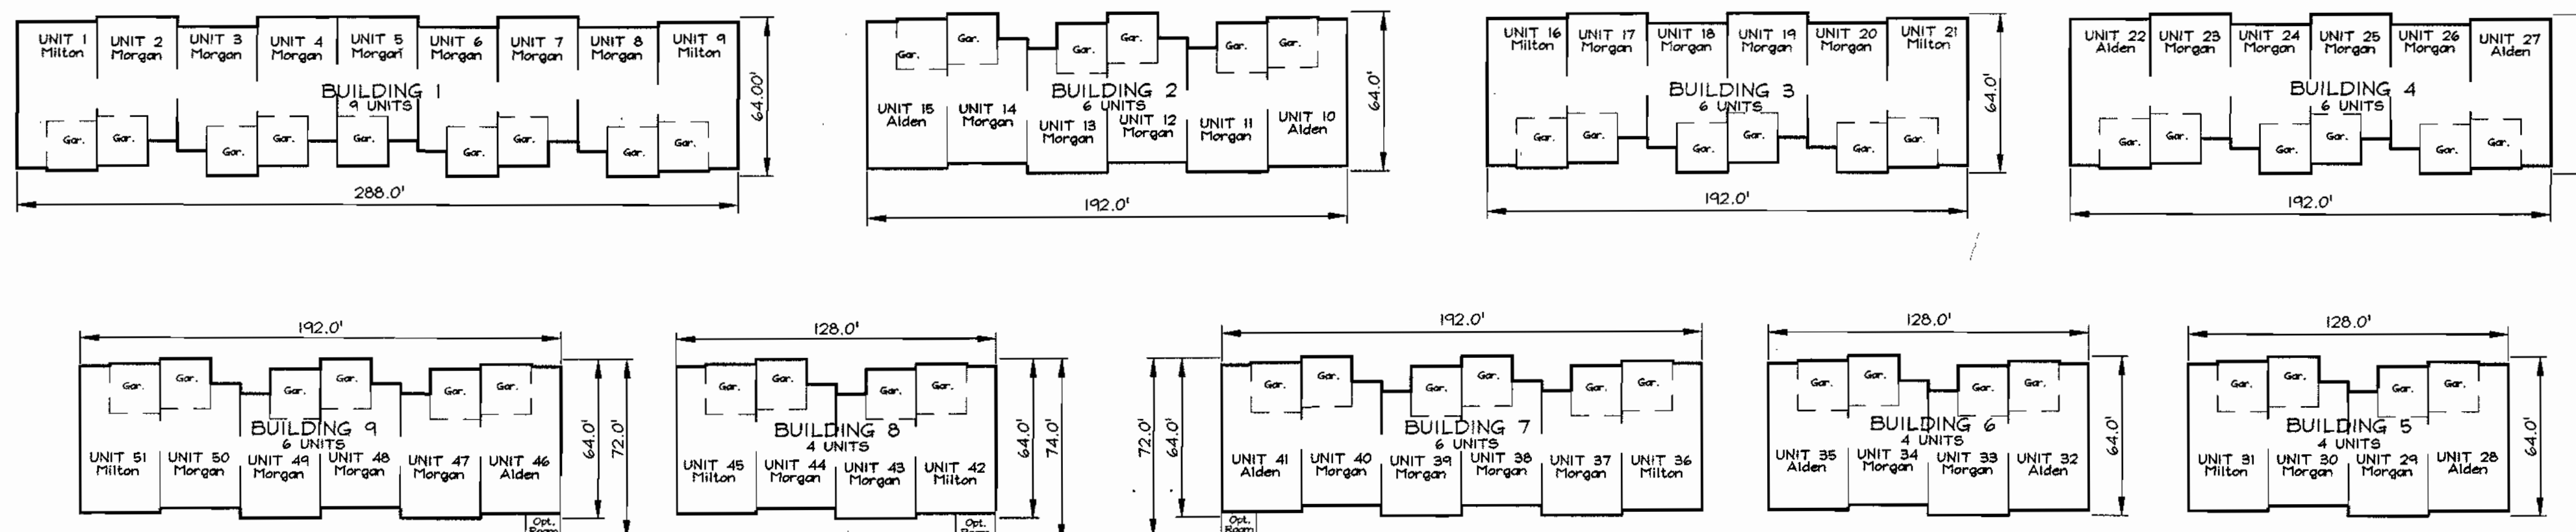 UNIT 1
Milton
UNIT 2
Morgan
UNIT 3
Morgan
UNIT 4
Morgan
UNIT 5
Morgan
UNIT 6
Morgan
UNIT 7
Morgan
UNIT 8
Morgan
UNIT 9
Milton
BUILDING 1
9 UNITS
Gar.
Gar.
Gar.
Gar.
Gar.
Gar.
Gar.
Gar.
Gar.
64.00'
288.0'
Gar.
Gar.
Gar.
Gar.
Gar.
Gar.
BUILDING 2
6 UNITS
UNIT 15
Alden
UNIT 14
Morgan
UNIT 13
Morgan
UNIT 12
Morgan
UNIT 11
Morgan
UNIT 10
Alden
64.0'
192.0'
UNIT 16
Milton
UNIT 17
Morgan
UNIT 18
Morgan
UNIT 19
Morgan
UNIT 20
Morgan
UNIT 21
Milton
BUILDING 3
6 UNITS
Gar.
Gar.
Gar.
Gar.
Gar.
Gar.
64.0'
192.0'
UNIT 22
Alden
UNIT 23
Morgan
UNIT 24
Morgan
UNIT 25
Morgan
UNIT 26
Morgan
UNIT 27
Alden
BUILDING 4
6 UNITS
Gar.
Gar.
Gar.
Gar.
Gar.
Gar.
192.0'
192.0'
Gar.
Gar.
Gar.
Gar.
Gar.
Gar.
BUILDING 9
6 UNITS
UNIT 51
Milton
UNIT 50
Morgan
UNIT 49
Morgan
UNIT 48
Morgan
UNIT 47
Morgan
UNIT 46
Alden
64.0'
72.0'
Opt.
Room
128.0'
Gar.
Gar.
Gar.
Gar.
BUILDING 8
4 UNITS
UNIT 45
Milton
UNIT 44
Morgan
UNIT 43
Morgan
UNIT 42
Milton
64.0'
74.0'
Opt.
Room
192.0'
72.0'
64.0'
Gar.
Gar.
Gar.
Gar.
Gar.
Gar.
BUILDING 7
6 UNITS
UNIT 41
Alden
UNIT 40
Morgan
UNIT 39
Morgan
UNIT 38
Morgan
UNIT 37
Morgan
UNIT 36
Milton
Opt.
Room
128.0'
Gar.
Gar.
Gar.
Gar.
BUILDING 6
4 UNITS
UNIT 35
Alden
UNIT 34
Morgan
UNIT 33
Morgan
UNIT 32
Alden
64.0'
128.0'
Gar.
Gar.
Gar.
Gar.
BUILDING 5
4 UNITS
UNIT 31
Milton
UNIT 30
Morgan
UNIT 29
Morgan
UNIT 28
Alden
64.0'